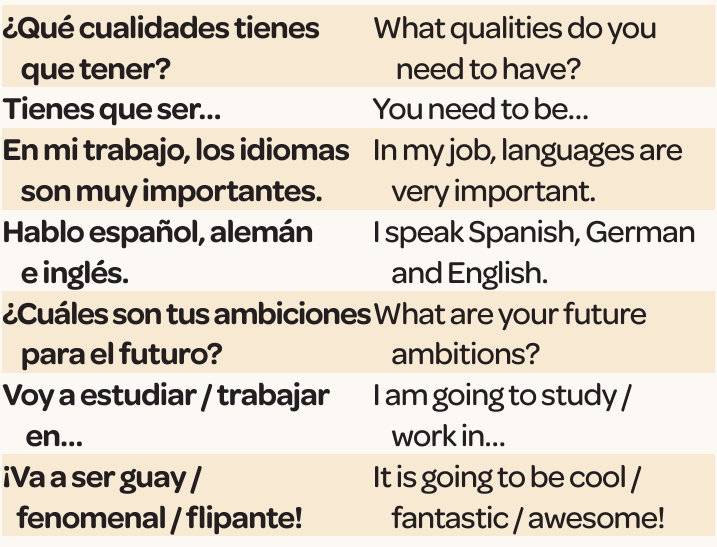 ¿Qué cualidades tienes What qualities do you
que tener? need to have?
Tienes que ser... You need to be...
En mi trabajo, los idiomas In my job, languages are
son muy importantes. very important.
Hablo español, alemán I speak Spanish, German
e inglés. and English.
¿Cuáles son tus ambiciones What are your future
para el futuro? ambitions?
Voy a estudiar / trabajar I am going to study /
en... work in...
¡Va a ser guay / It is going to be cool /
fenomenal / flipante! fantastic / awesome!